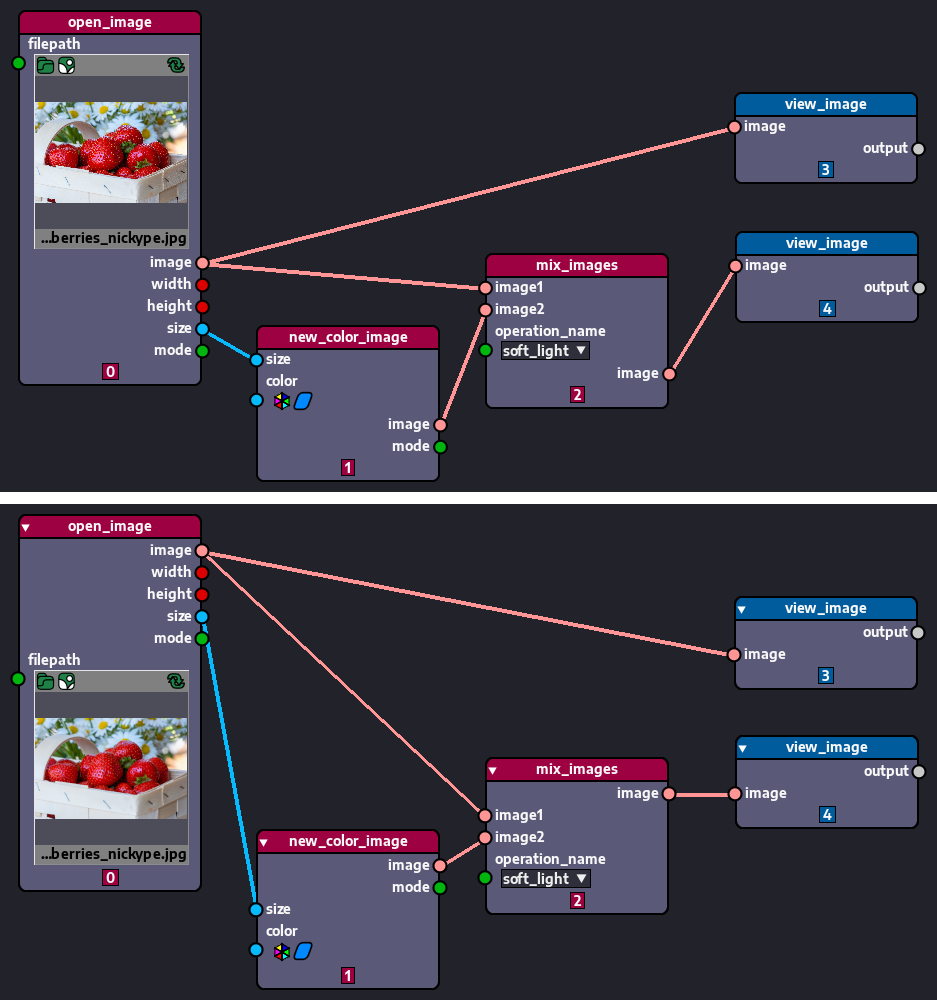 open_image
filepath
...berries_nickype.jpg
image
width
height
size
mode
0
new_color_image
size
color
image
mode
1
mix_images
image1
image2
operation_name
soft_light ▼
image
2
view_image
image
output
3
view_image
image
output
4
▼ open_image
image
width
height
size
mode
filepath
...berries_nickype.jpg
0
▼ new_color_image
image
mode
size
color
1
▼ mix_images
image
image1
image2
operation_name
soft_light ▼
2
▼ view_image
output
image
3
▼ view_image
output
image
4